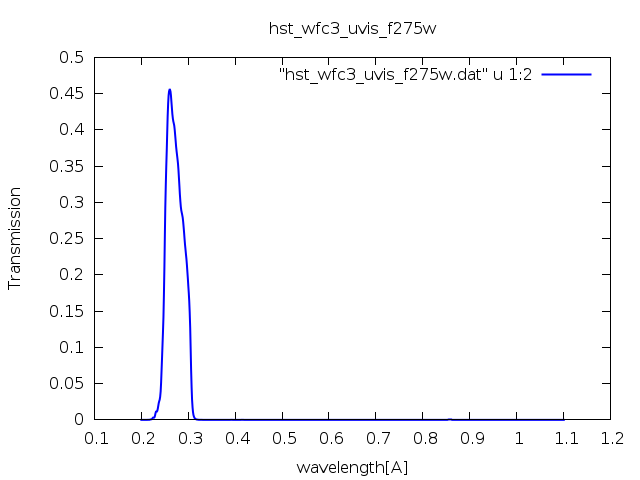 hst_wfc3_uvis_f275w
"hst_wfc3_uvis_f275w.dat" u 1:2
0.5
0.45
0.4
0.35
0.3
0.25
0.2
0.15
0.1
0.05
0
Transmission
0.1 0.2 0.3 0.4 0.5 0.6 0.7 0.8 0.9 1 1.1 1.2
wavelength[A]